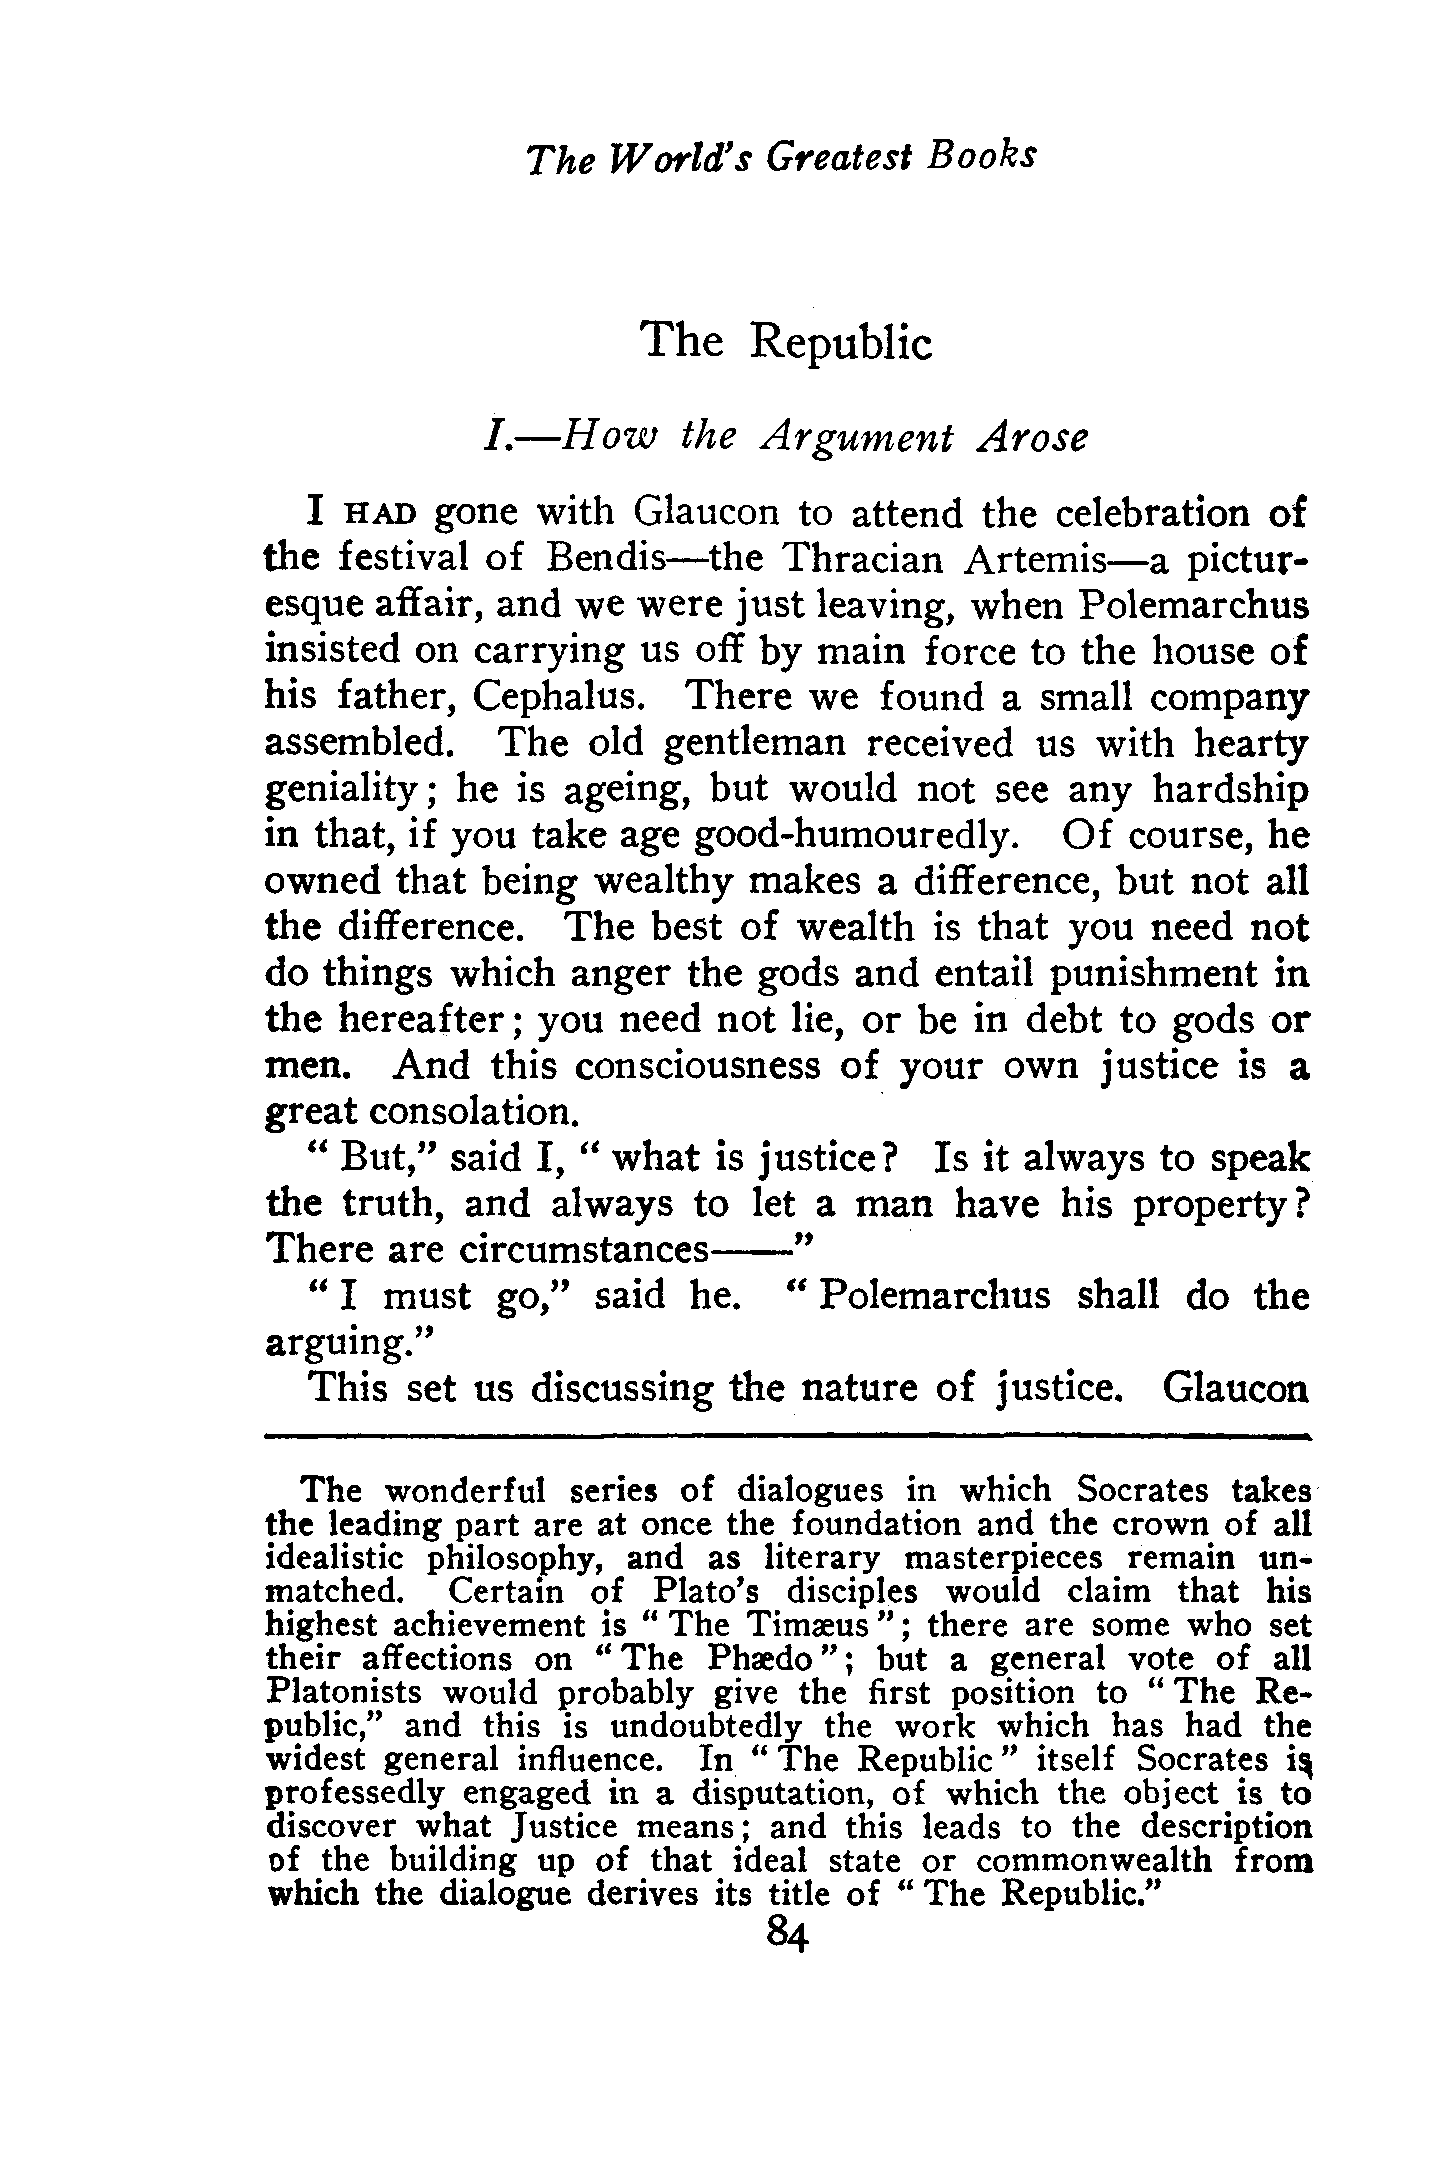 The World's Greatest Books
The Republic
I.—How the Argument Arose
I HAD gone with Glaucon to attend the celebration of
the festival of Bendis—the Thracian Artemis—a pictur-
esque affair, and we were just leaving, when Polemarchus
insisted on carrying us off by main force to the house of
his father, Cephalus. There we found a small company
assembled. The old gentleman received us with hearty
geniality; he is ageing, but would not see any hardship
in that, if you take age good-humouredly. Of course, he
owned that being wealthy makes a difference, but not all
the difference. The best of wealth is that you need not
do things which anger the gods and entail punishment in
the hereafter; you need not lie, or be in debt to gods or
men. And this consciousness of your own justice is a
great consolation.
"But," said I, "what is justice? Is it always to speak
the truth, and always to let a man have his property?
There are circumstances——"
"I must go," said he. "Polemarchus shall do the
arguing."
This set us discussing the nature of justice. Glaucon
The wonderful series of dialogues in which Socrates takes
the leading part are at once the foundation and the crown of all
idealistic philosophy, and as literary masterpieces remain un-
matched. Certain of Plato's disciples would claim that his
highest achievement is "The Timæus"; there are some who set
their affections on "The Phædo"; but a general vote of all
Platonists would probably give the first position to "The Re-
public," and this is undoubtedly the work which has had the
widest general influence. In "The Republic" itself Socrates is
professedly engaged in a disputation, of which the object is to
discover what Justice means; and this leads to the description
of the building up of that ideal state or commonwealth from
which the dialogue derives its title of "The Republic."
84